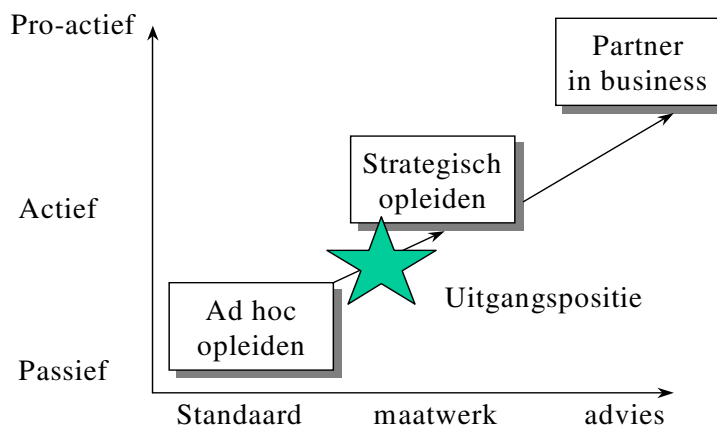 Pro-actief
Partner
in business
Strategisch
opleiden
Actief
Uitgangspositie
Ad hoc
opleiden
Passief
Standaard maatwerk advies